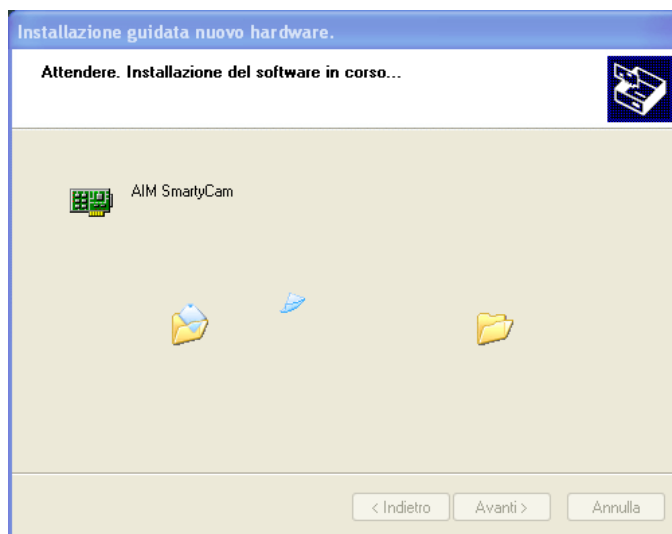 Installazione guidata nuovo hardware.
Attendere. Installazione del software in corso...
AIM SmartyCam
< Indietro
Avanti >
Annulla